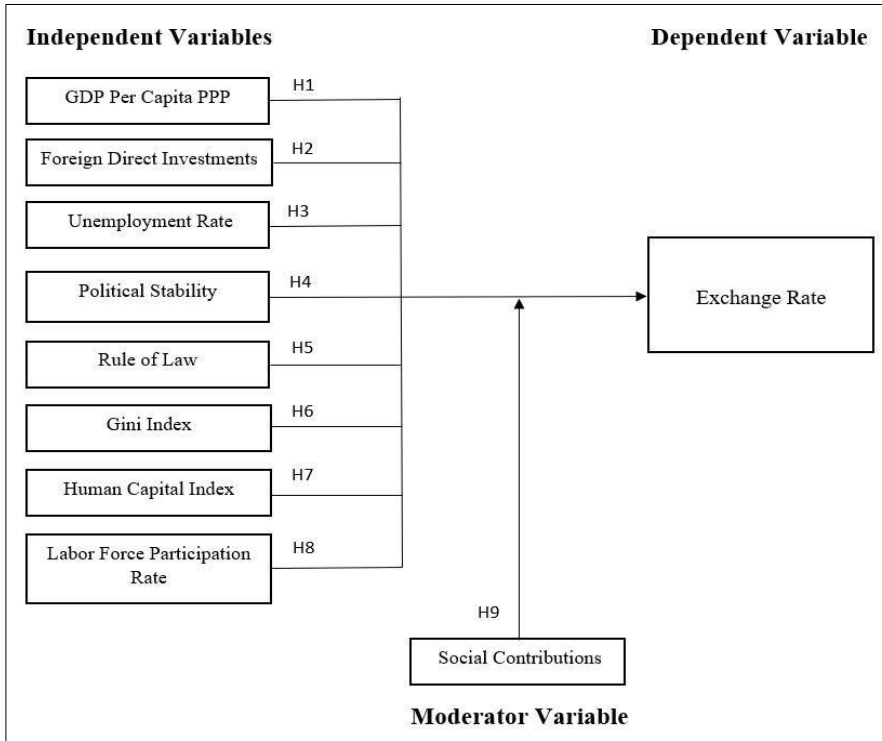 Independent Variables
Dependent Variable
GDP Per Capita PPP
H1
Foreign Direct Investments
H2
Unemployment Rate
H3
Political Stability
H4
Exchange Rate
Rule of Law
H5
Gini Index
H6
Human Capital Index
H7
Labor Force Participation
Rate
H8
H9
Social Contributions
Moderator Variable